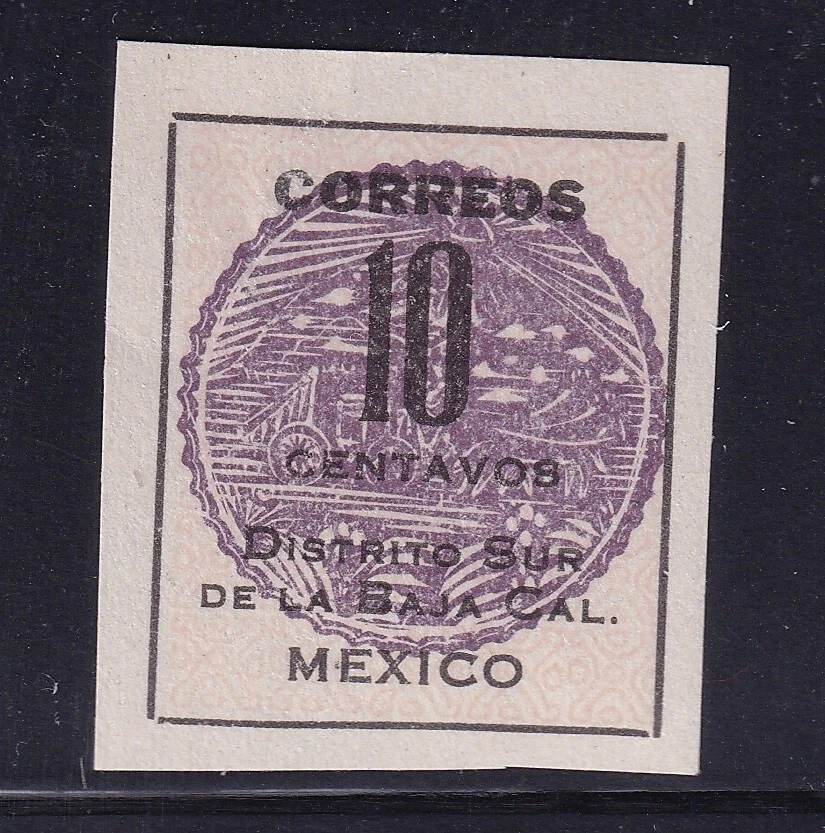 CORREOS
10
CENTAVOS
DISTRITO SUR
DE LA BAJA CAL.
MEXICO